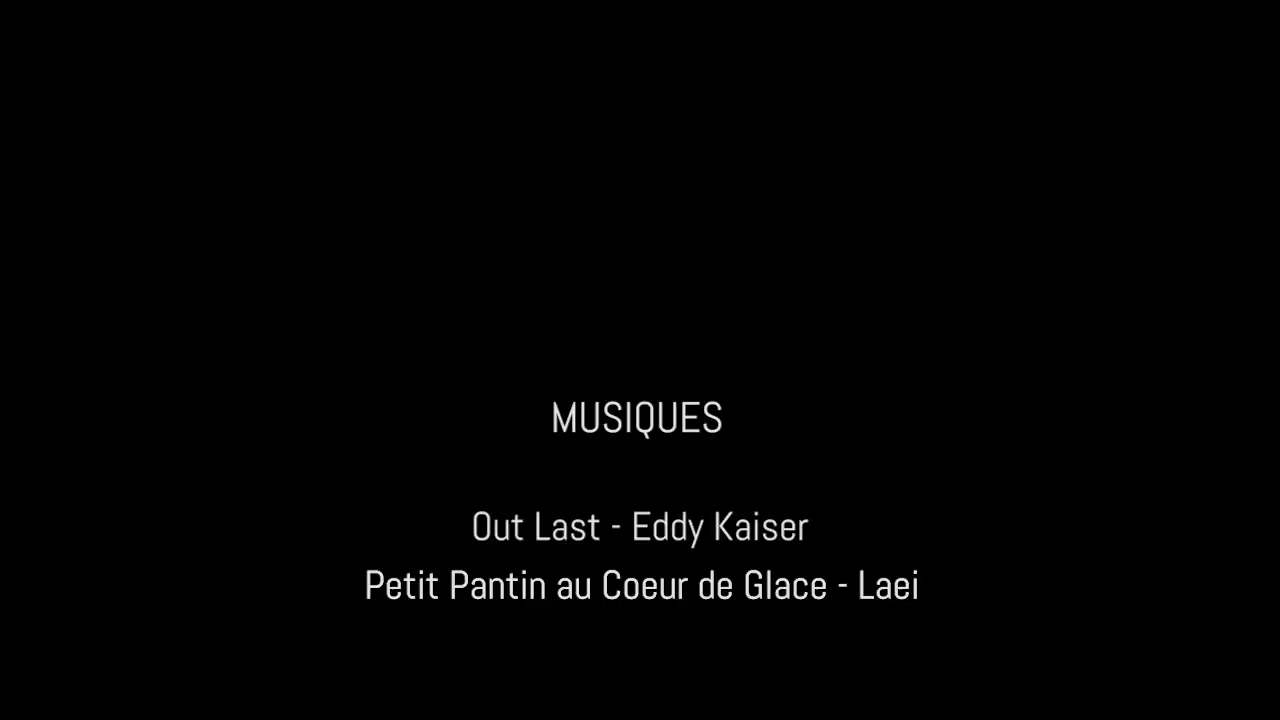 MUSIQUES
Out Last - Eddy Kaiser
Petit Pantin au Coeur de Glace - Laei